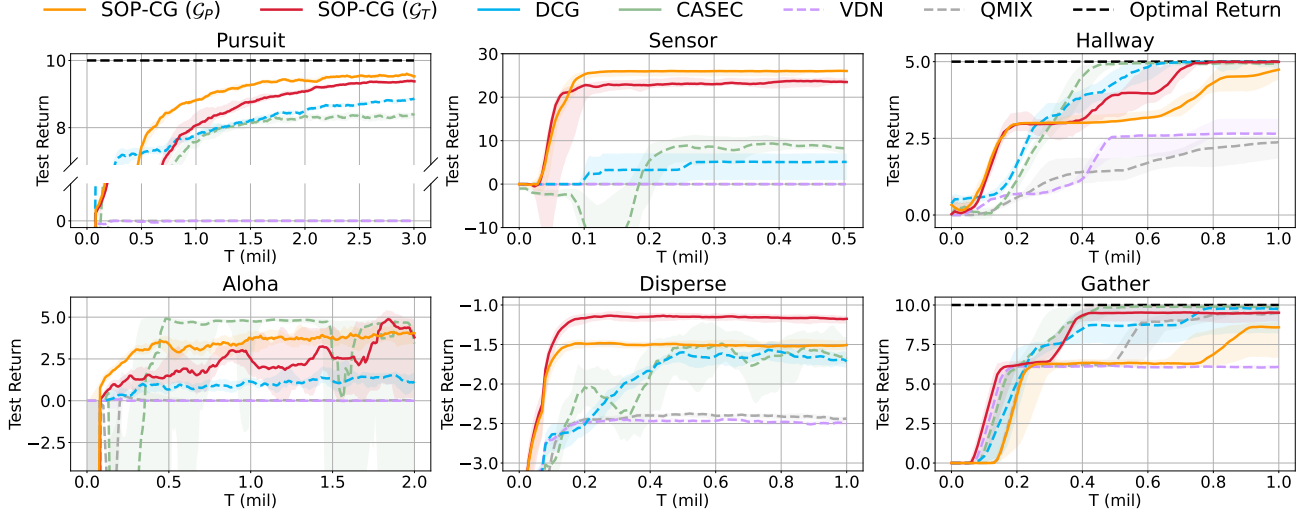 SOP-CG (𝒢_P) SOP-CG (𝒢_T) DCG CASEC VDN QMIX Optimal Return
Pursuit
Test Return
10
8
0
0.0 0.5 1.0 1.5 2.0 2.5 3.0
T (mil)
Sensor
Test Return
30
20
10
0
−10
0.0 0.1 0.2 0.3 0.4 0.5
T (mil)
Hallway
Test Return
5.0
2.5
0.0
0.0 0.2 0.4 0.6 0.8 1.0
T (mil)
Aloha
Test Return
5.0
2.5
0.0
−2.5
0.0 0.5 1.0 1.5 2.0
T (mil)
Disperse
Test Return
−1.0
−1.5
−2.0
−2.5
−3.0
0.0 0.2 0.4 0.6 0.8 1.0
T (mil)
Gather
Test Return
10.0
7.5
5.0
2.5
0.0
0.0 0.2 0.4 0.6 0.8 1.0
T (mil)